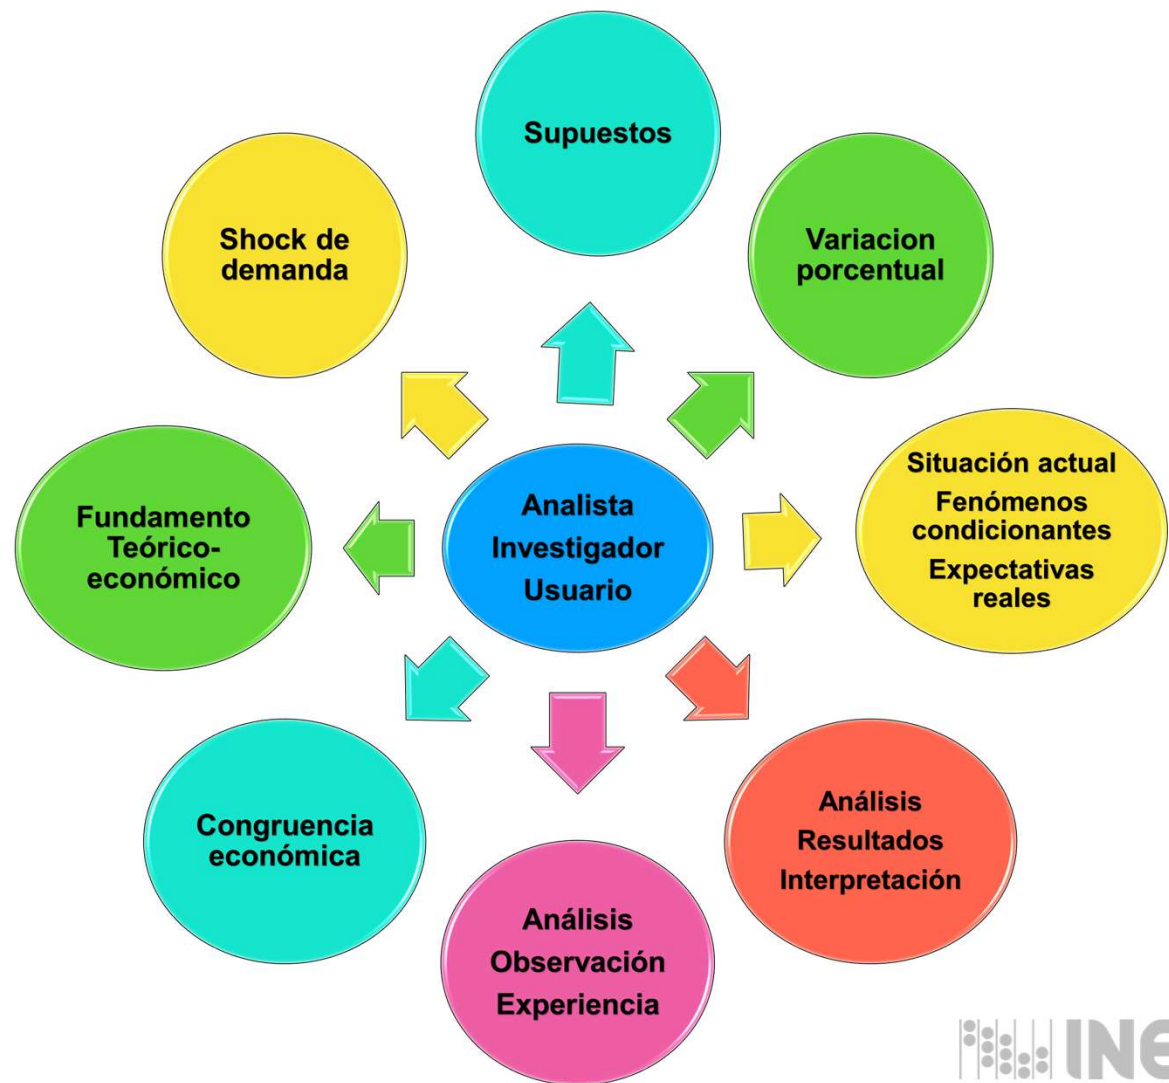 Supuestos
Shock de
demanda
Variacion
porcentual
Situación actual
Fenómenos
condicionantes
Expectativas
reales
Fundamento
Teórico-
económico
Analista
Investigador
Usuario
Congruencia
económica
Análisis
Resultados
Interpretación
Análisis
Observación
Experiencia
INE